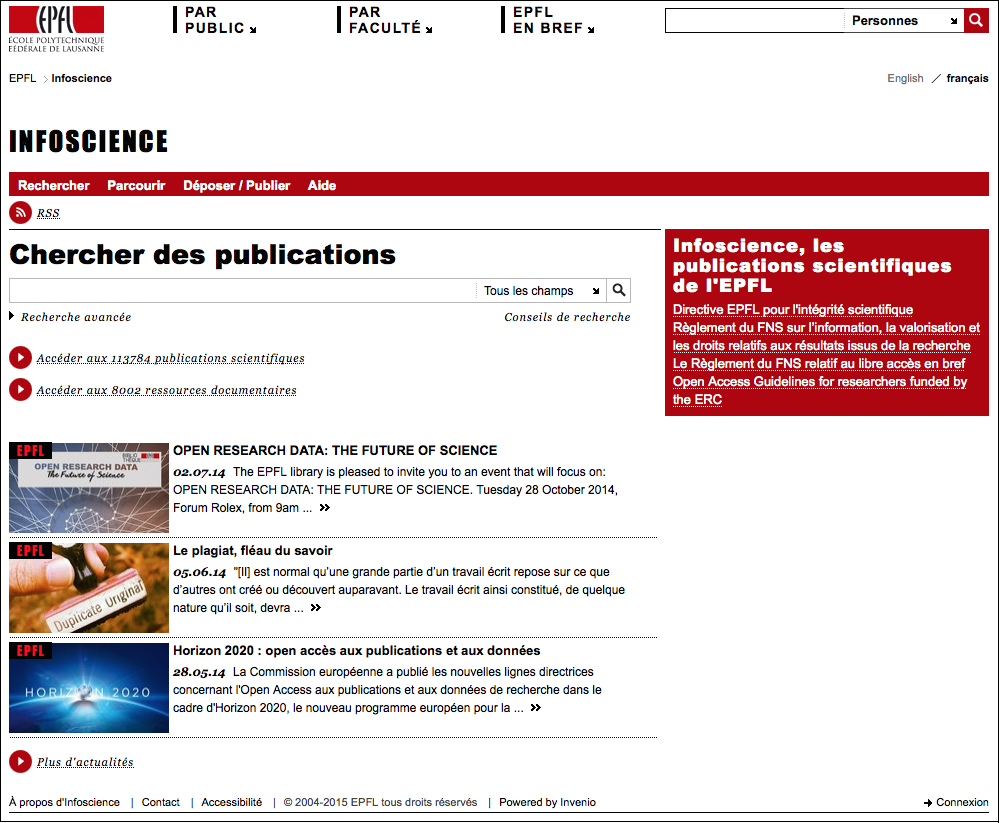 EPFL
ÉCOLE POLYTECHNIQUE
FÉDÉRALE DE LAUSANNE
PAR
PUBLIC
PAR
FACULTÉ
EPFL
EN BREF
Personnes
EPFL > Infoscience
English / français
INFOSCIENCE
Rechercher Parcourir Déposer / Publier Aide
RSS
Chercher des publications
Tous les champs
Recherche avancée
Conseils de recherche
Accéder aux 113784 publications scientifiques
Accéder aux 8002 ressources documentaires
Infoscience, les
publications scientifiques
de l'EPFL
Directive EPFL pour l'intégrité scientifique
Règlement du FNS sur l'information, la valorisation et
les droits relatifs aux résultats issus de la recherche
Le Règlement du FNS relatif au libre accès en bref
Open Access Guidelines for researchers funded by
the ERC
EPFL
BIBLIO
THÈQUE
OPEN RESEARCH DATA
The Future of Science
OPEN RESEARCH DATA: THE FUTURE OF SCIENCE
02.07.14 The EPFL library is pleased to invite you to an event that will focus on:
OPEN RESEARCH DATA: THE FUTURE OF SCIENCE. Tuesday 28 October 2014,
Forum Rolex, from 9am ... »
EPFL
Duplicate Original
Le plagiat, fléau du savoir
05.06.14 "[Il] est normal qu'une grande partie d'un travail écrit repose sur ce que
d'autres ont créé ou découvert auparavant. Le travail écrit ainsi constitué, de quelque
nature qu'il soit, devra ... »
EPFL
HORIZON 2020
Horizon 2020 : open accès aux publications et aux données
28.05.14 La Commission européenne a publié les nouvelles lignes directrices
concernant l'Open Access aux publications et aux données de recherche dans le
cadre d'Horizon 2020, le nouveau programme européen pour la ... »
Plus d'actualités
À propos d'Infoscience | Contact | Accessibilité | © 2004-2015 EPFL tous droits réservés | Powered by Invenio
Connexion